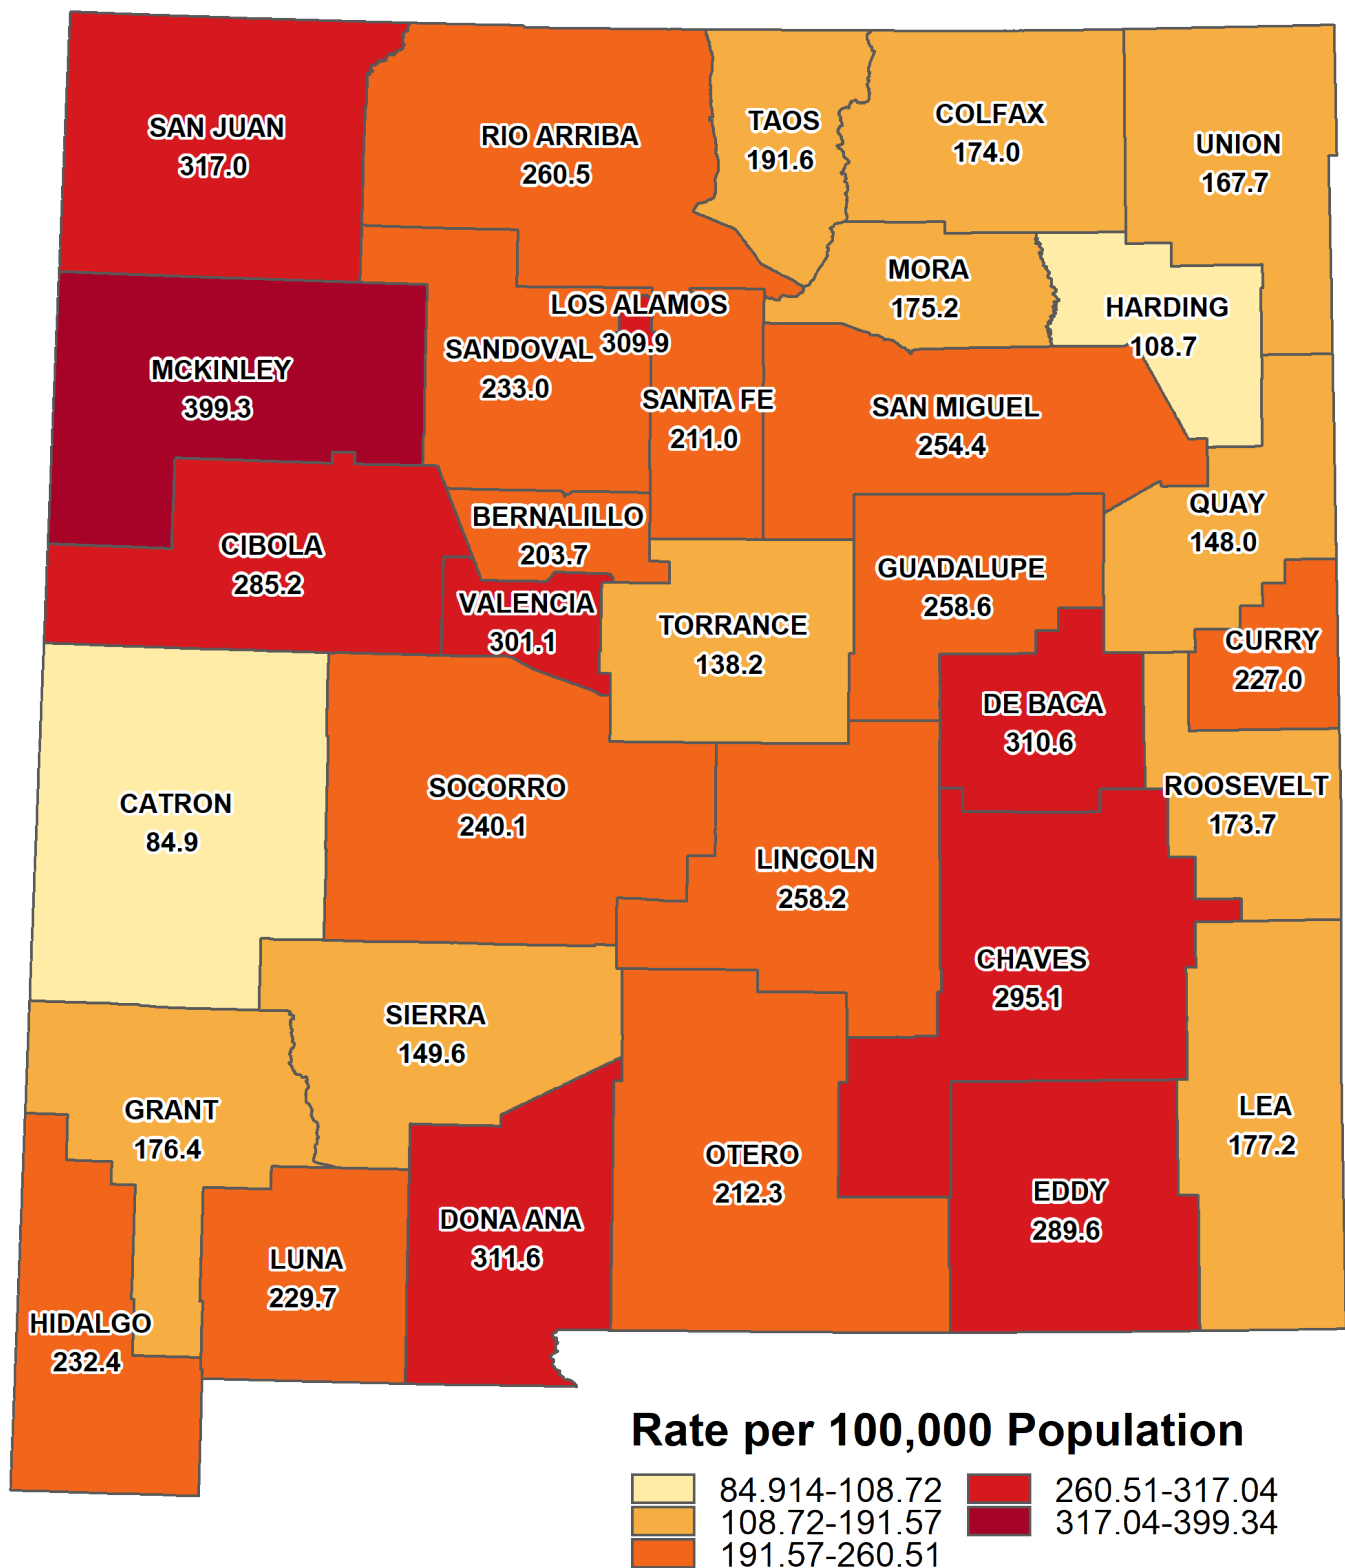 SAN JUAN
317.0
RIO ARRIBA
260.5
TAOS
191.6
COLFAX
174.0
UNION
167.7
MORA
175.2
HARDING
108.7
LOS ALAMOS
309.9
SANDOVAL
233.0
MCKINLEY
399.3
SANTA FE
211.0
SAN MIGUEL
254.4
QUAY
148.0
BERNALILLO
203.7
CIBOLA
285.2
GUADALUPE
258.6
VALENCIA
301.1
TORRANCE
138.2
CURRY
227.0
DE BACA
310.6
ROOSEVELT
173.7
SOCORRO
240.1
CATRON
84.9
LINCOLN
258.2
CHAVES
295.1
SIERRA
149.6
GRANT
176.4
LEA
177.2
OTERO
212.3
EDDY
289.6
DONA ANA
311.6
LUNA
229.7
HIDALGO
232.4
Rate per 100,000 Population
84.914-108.72
108.72-191.57
191.57-260.51
260.51-317.04
317.04-399.34